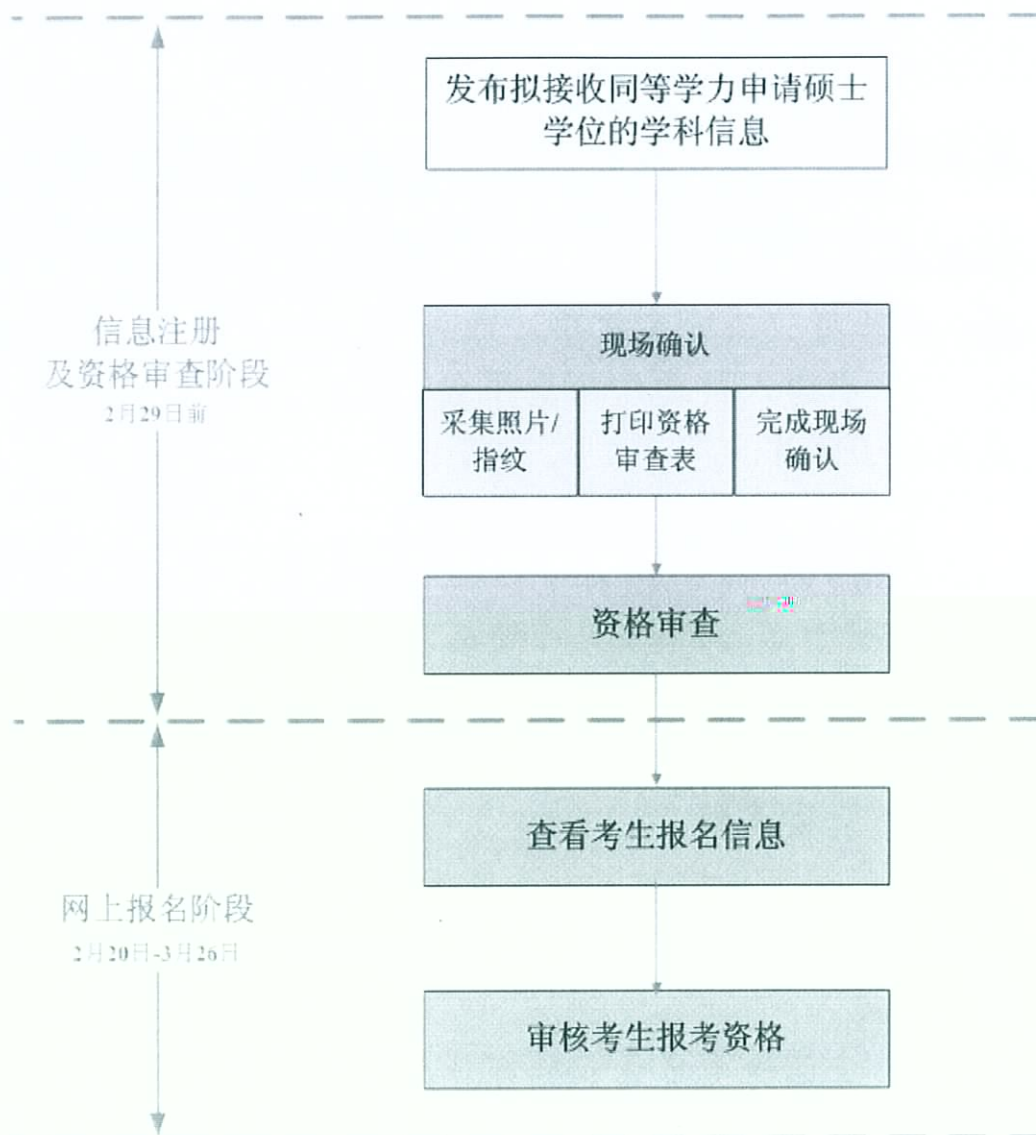 发布拟接收同等学力申请硕士
学位的学科信息
信息注册
及资格审查阶段
2月29日前
现场确认
采集照片/
指纹
打印资格
审查表
完成现场
确认
资格审查
查看考生报名信息
网上报名阶段
2月20日-3月26日
审核考生报考资格